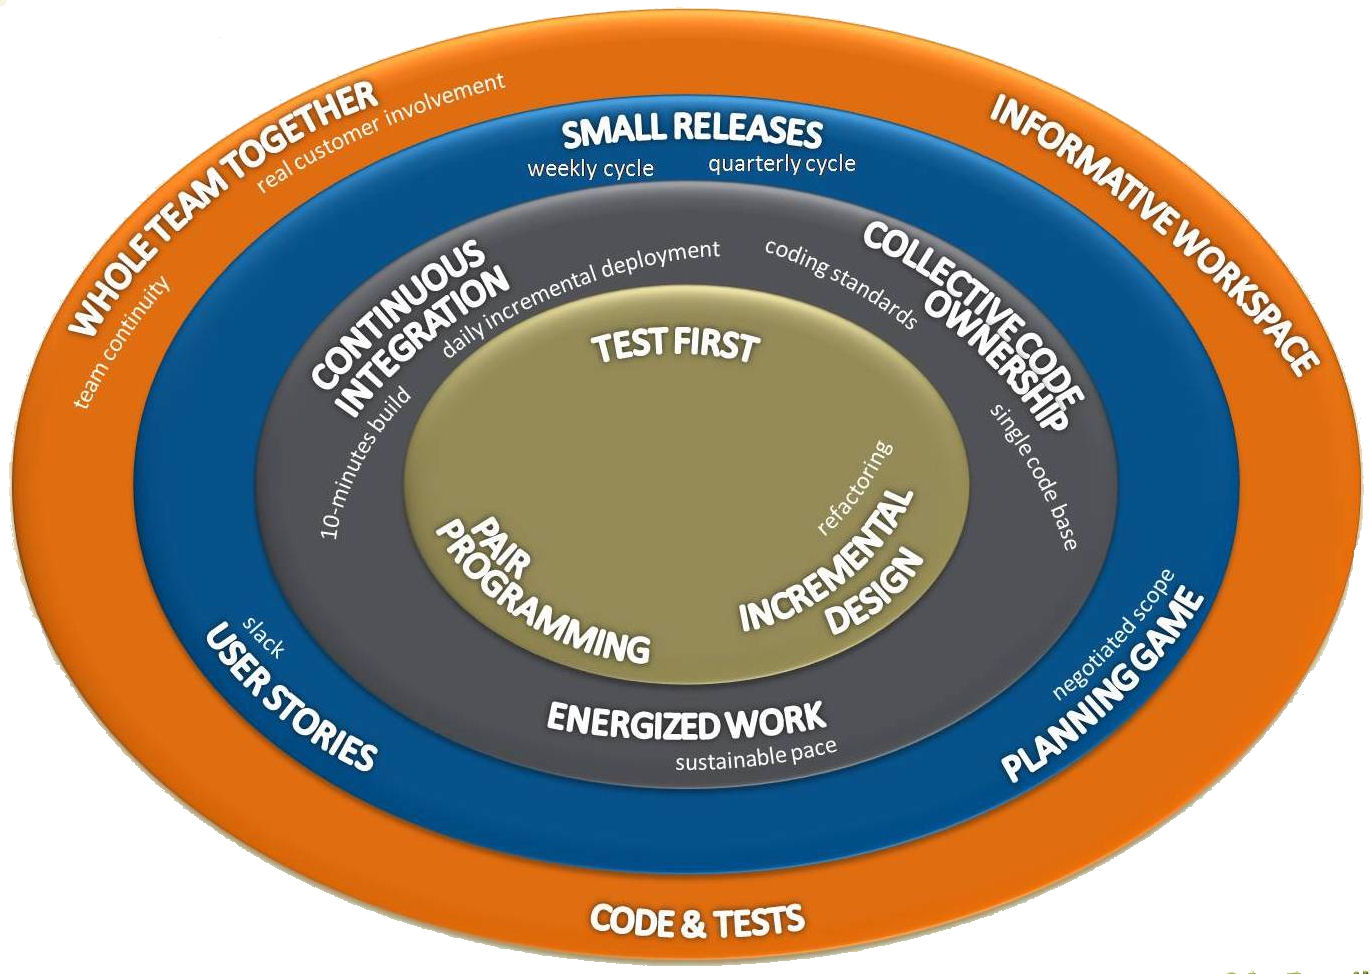 WHOLE TEAM TOGETHER
real customer involvement
team continuity
INFORMATIVE WORKSPACE
SMALL RELEASES
weekly cycle
quarterly cycle
CONTINUOUS
INTEGRATION
daily incremental deployment
10-minutes build
COLLECTIVE CODE
OWNERSHIP
coding standards
single code base
TEST FIRST
PAIR
PROGRAMMING
refactoring
INCREMENTAL
DESIGN
ENERGIZED WORK
sustainable pace
slack
USER STORIES
negotiated scope
PLANNING GAME
CODE & TESTS